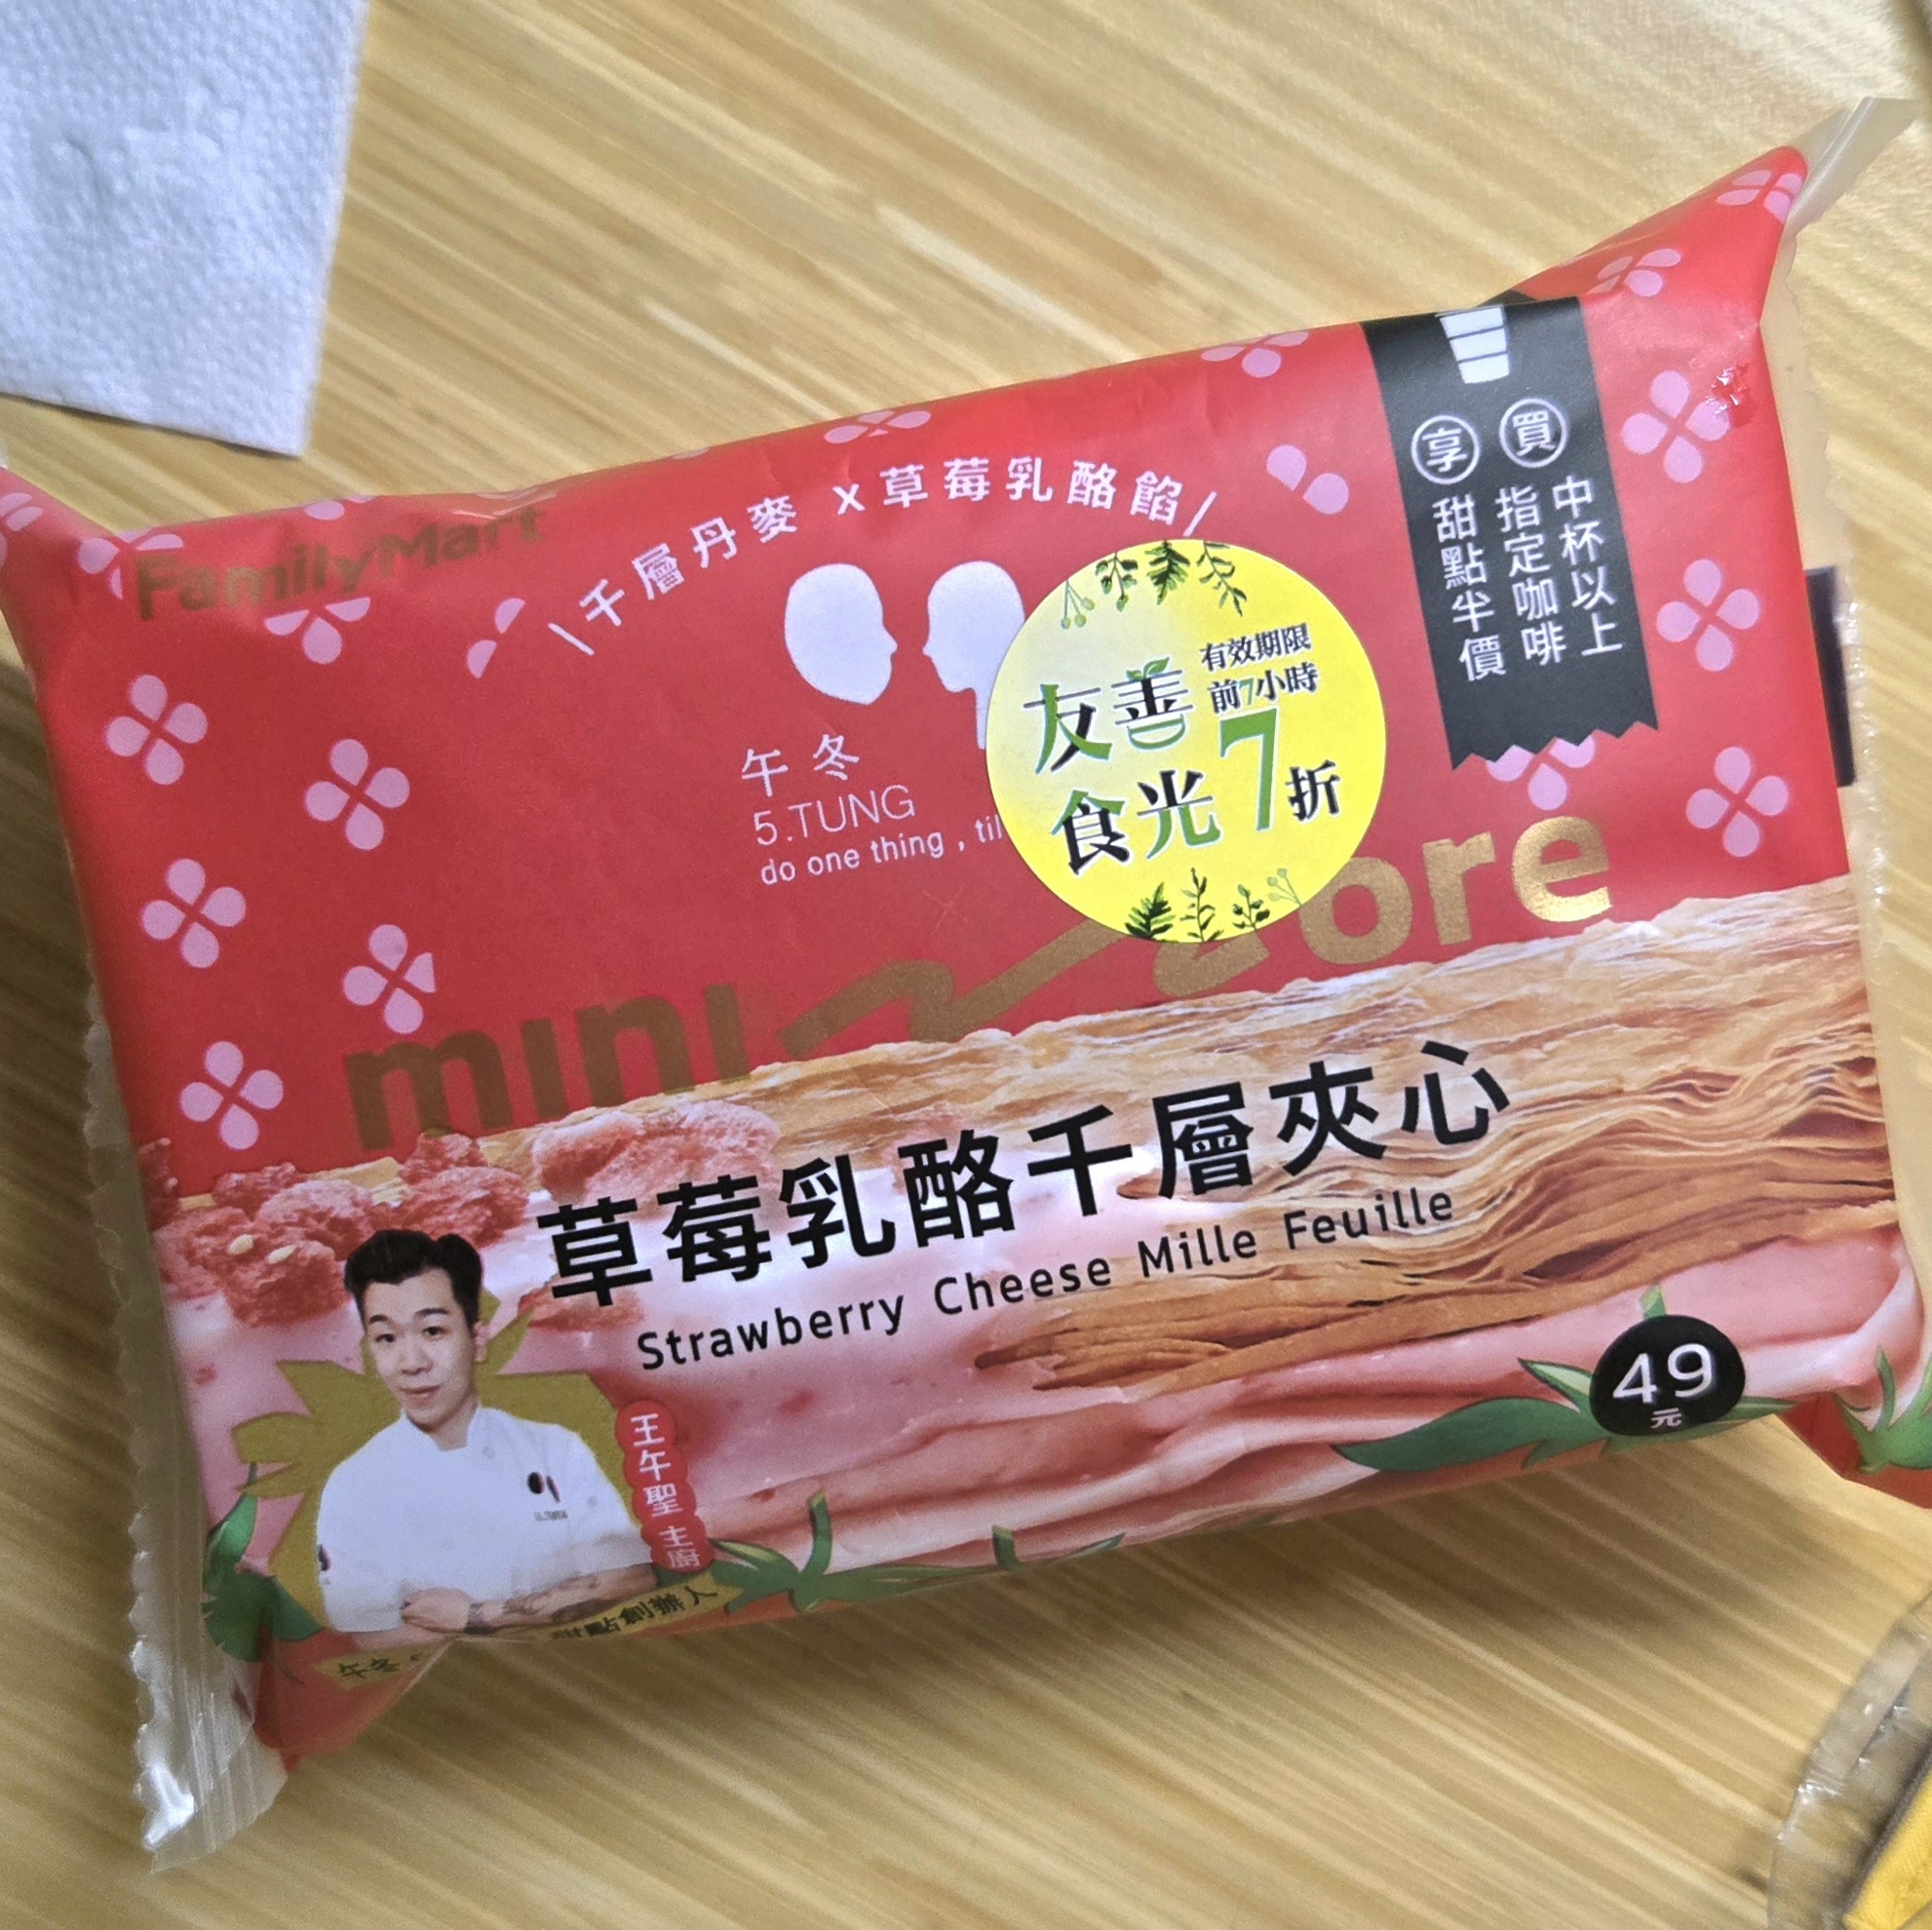 FamilyMart
\千層丹麥 x 草莓乳酪餡/
買 中杯以上
指定咖啡
享 甜點半價
午冬
5.TUNG
do one thing , til
友善
食光
有效期限
前7小時
7折
mini
ore
草莓乳酪千層夾心
Strawberry Cheese Mille Feuille
49
元
王午聖 主廚
午冬
甜點創辦人